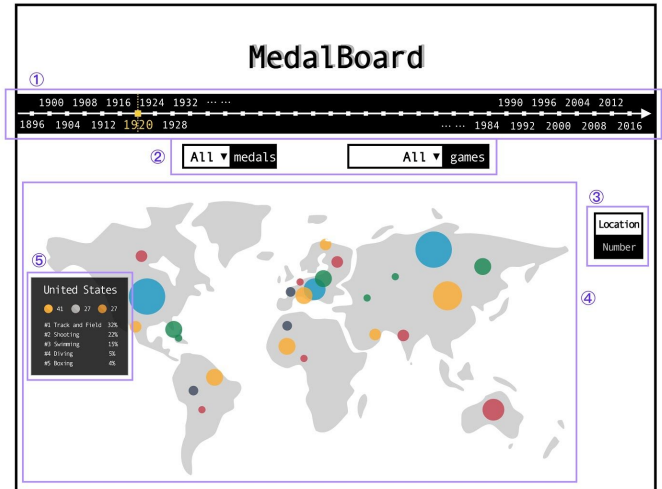 MedalBoard
①
1900 1908 1916 1924 1932 ⋯ ⋯ 1990 1996 2004 2012
1896 1904 1912 1920 1928 ⋯ ⋯ 1984 1992 2000 2008 2016
② All ▼ medals All ▼ games
③
Location
Number
④
⑤
United States
41 27 27
#1 Track and Field 32%
#2 Shooting 22%
#3 Swimming 15%
#4 Diving 5%
#5 Boxing 4%